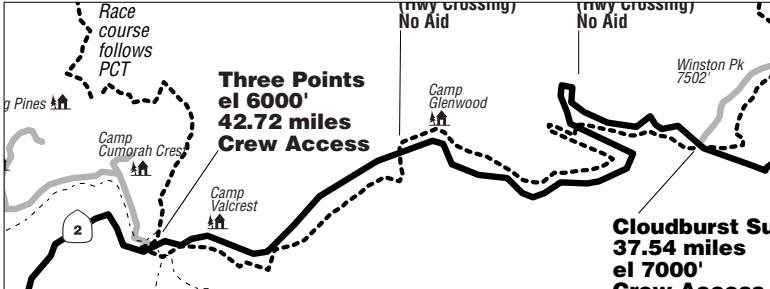 Race
course
follows
PCT
(Hwy Crossing)
No Aid
(Hwy Crossing)
No Aid
Winston Pk
7502'
Three Points
el 6000'
42.72 miles
Crew Access
Camp
Glenwood
g Pines
Camp
Cumorah Crest
Camp
Valcrest
2
Cloudburst Su
37.54 miles
el 7000'
Crew Access